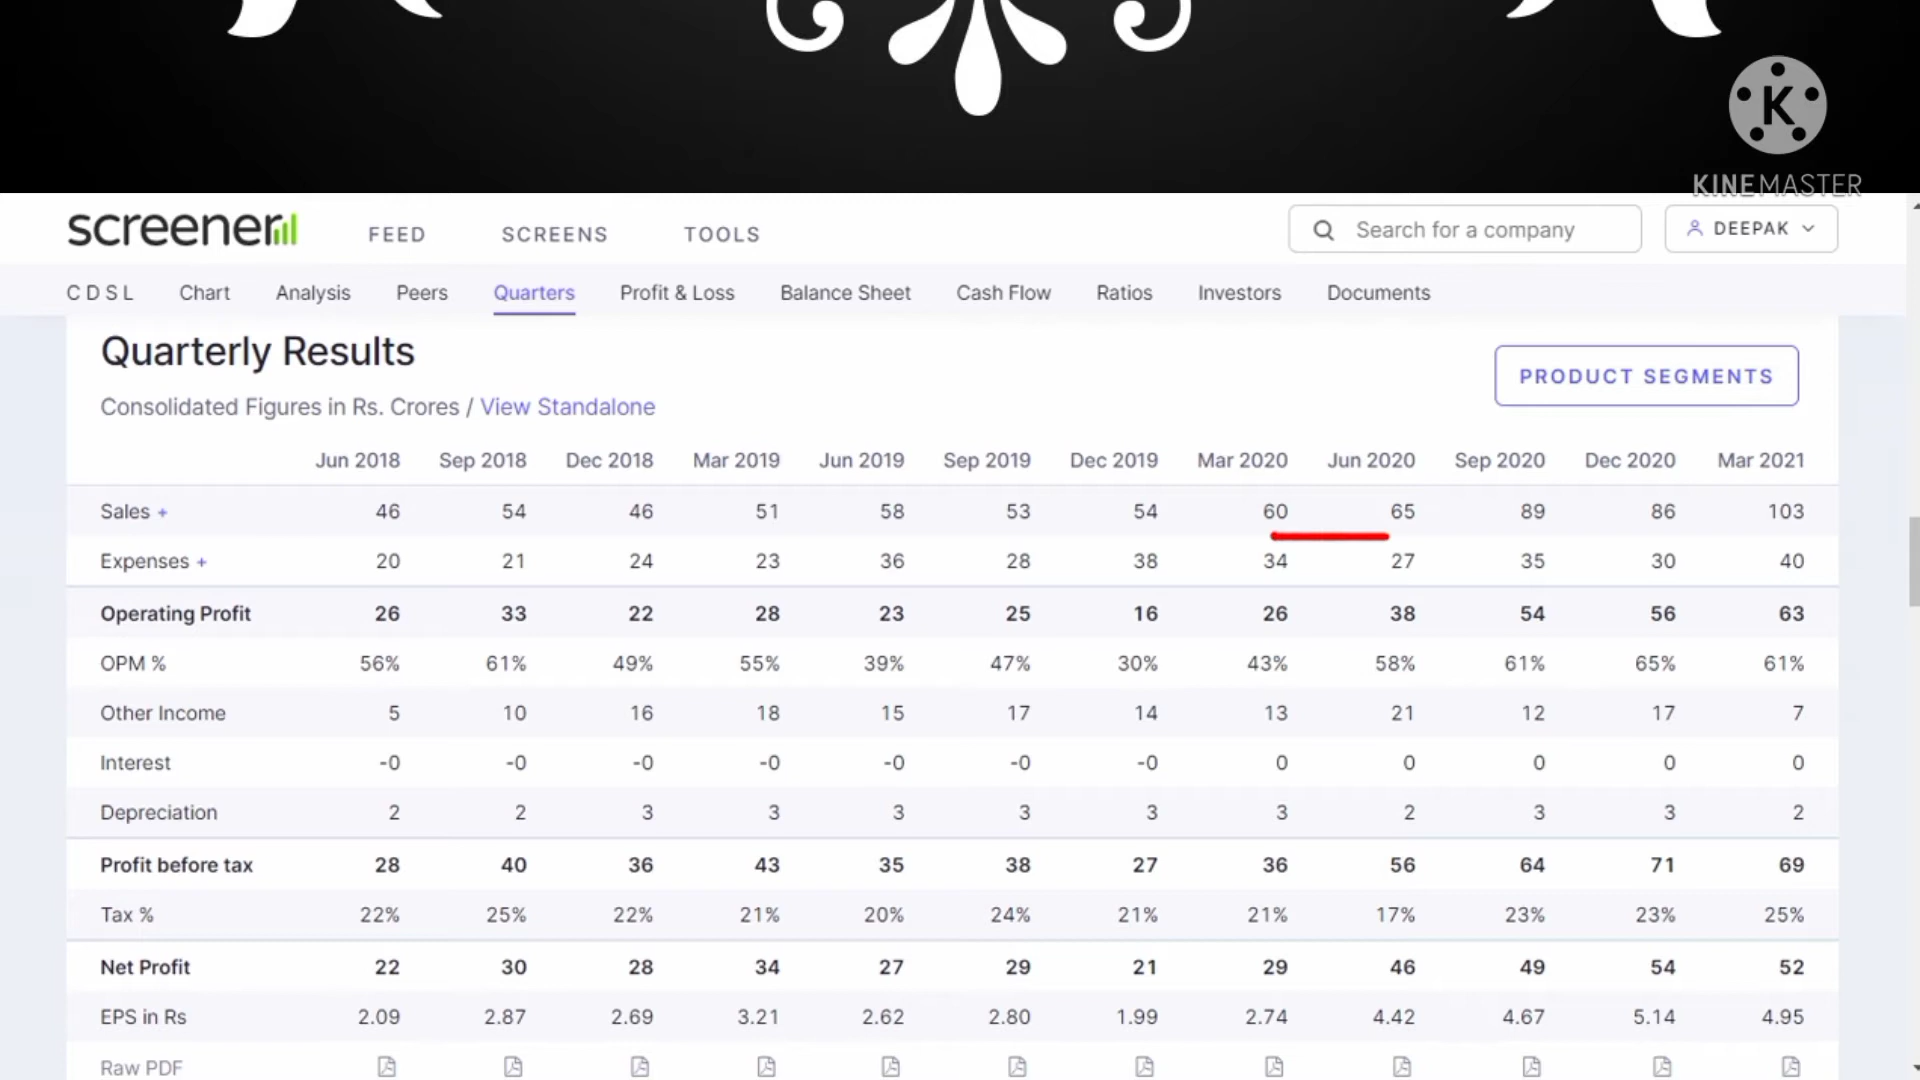 K
KINEMASTER
screener FEED SCREENS TOOLS Search for a company DEEPAK
C D S L Chart Analysis Peers Quarters Profit & Loss Balance Sheet Cash Flow Ratios Investors Documents
Quarterly Results
PRODUCT SEGMENTS
Consolidated Figures in Rs. Crores / View Standalone
Jun 2018 Sep 2018 Dec 2018 Mar 2019 Jun 2019 Sep 2019 Dec 2019 Mar 2020 Jun 2020 Sep 2020 Dec 2020 Mar 2021
Sales + 46 54 46 51 58 53 54 60 65 89 86 103
Expenses + 20 21 24 23 36 28 38 34 27 35 30 40
Operating Profit 26 33 22 28 23 25 16 26 38 54 56 63
OPM % 56% 61% 49% 55% 39% 47% 30% 43% 58% 61% 65% 61%
Other Income 5 10 16 18 15 17 14 13 21 12 17 7
Interest -0 -0 -0 -0 -0 -0 -0 0 0 0 0 0
Depreciation 2 2 3 3 3 3 3 3 2 3 3 2
Profit before tax 28 40 36 43 35 38 27 36 56 64 71 69
Tax % 22% 25% 22% 21% 20% 24% 21% 21% 17% 23% 23% 25%
Net Profit 22 30 28 34 27 29 21 29 46 49 54 52
EPS in Rs 2.09 2.87 2.69 3.21 2.62 2.80 1.99 2.74 4.42 4.67 5.14 4.95
Raw PDF